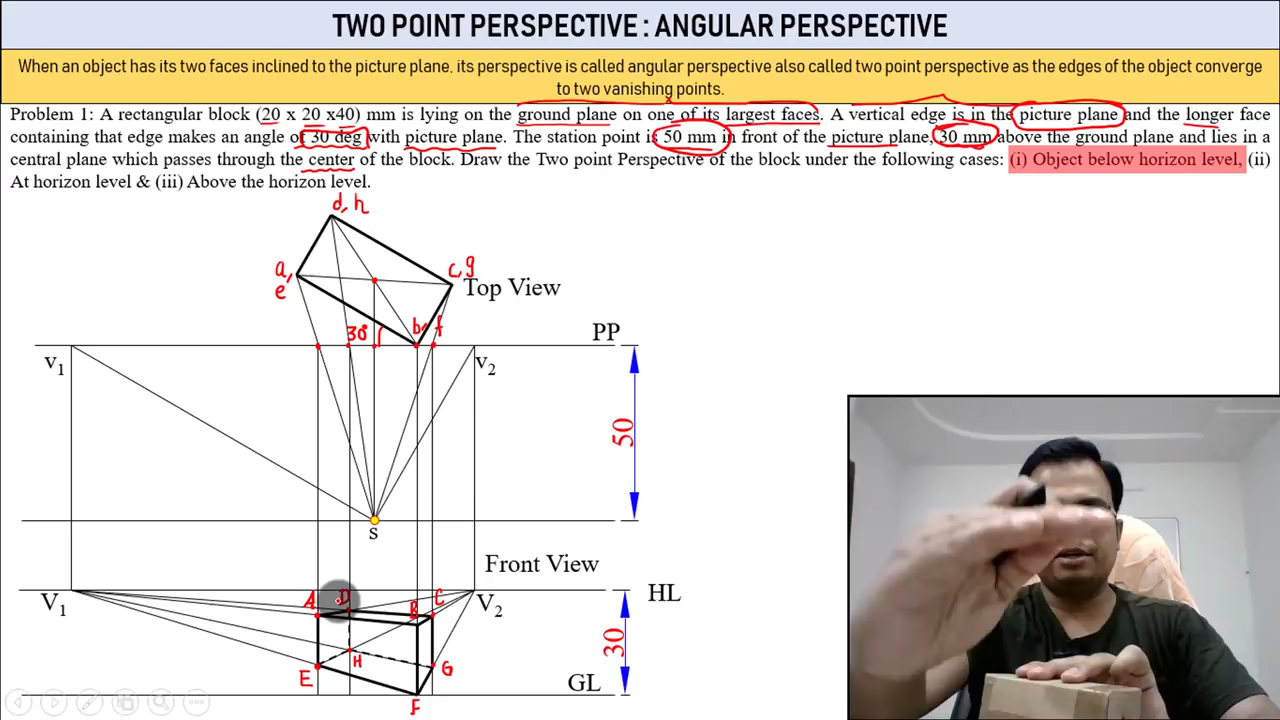 TWO POINT PERSPECTIVE : ANGULAR PERSPECTIVE
When an object has its two faces inclined to the picture plane, its perspective is called angular perspective also called two point perspective as the edges of the object converge
to two vanishing points.
Problem 1: A rectangular block (20 x 20 x40) mm is lying on the ground plane on one of its largest faces. A vertical edge is in the picture plane and the longer face
containing that edge makes an angle of 30 deg with picture plane. The station point is 50 mm in front of the picture plane, 30 mm above the ground plane and lies in a
central plane which passes through the center of the block. Draw the Two point Perspective of the block under the following cases: (i) Object below horizon level, (ii)
At horizon level & (iii) Above the horizon level.
d, h
a,
e
c,g
Top View
30°
b, f
PP
v1
v2
50
s
Front View
V1
A
D
B
C
V2
HL
30
H
E
G
GL
F